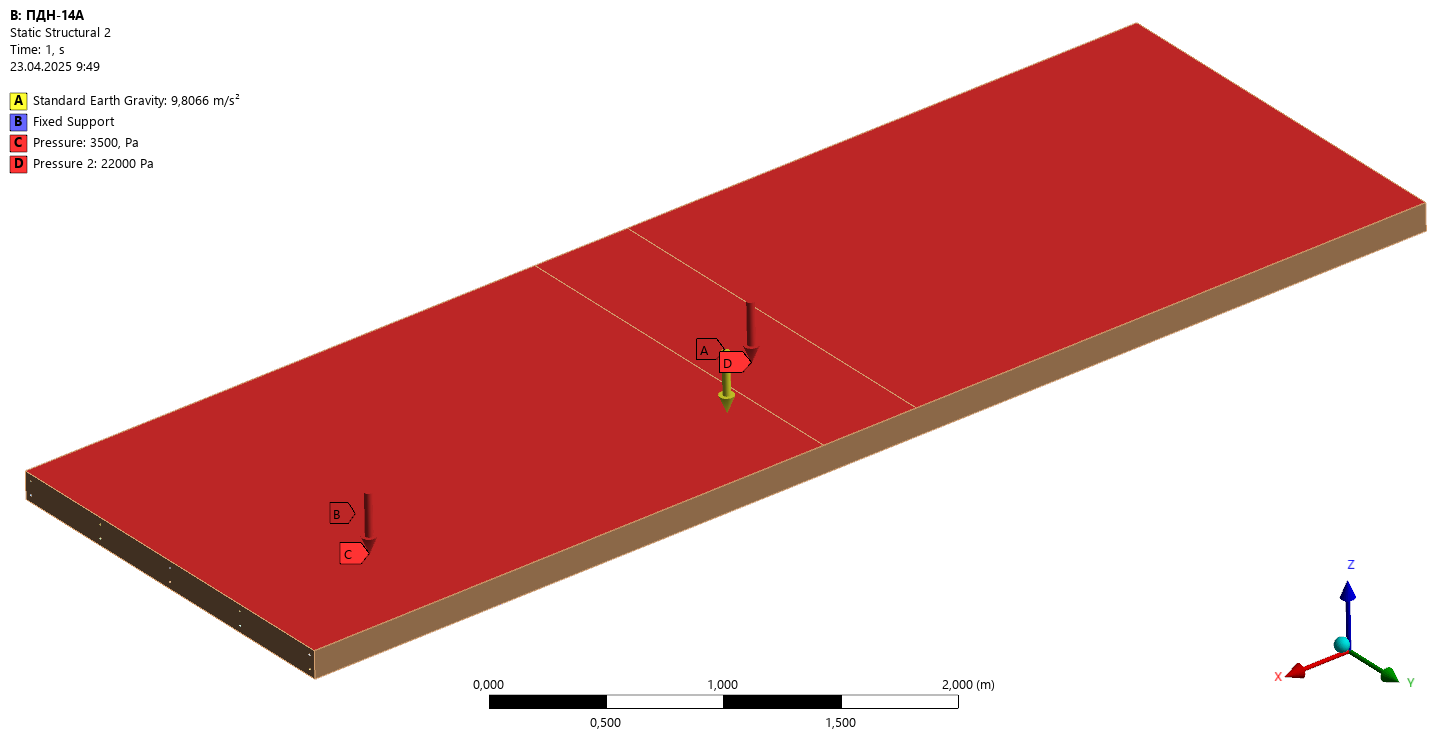 B: ПДН-14А
Static Structural 2
Time: 1, s
23.04.2025 9:49
A Standard Earth Gravity: 9,8066 m/s²
B Fixed Support
C Pressure: 3500, Pa
D Pressure 2: 22000 Pa
A
D
B
C
Z
X
Y
0,000 1,000 2,000 (m)
0,500 1,500